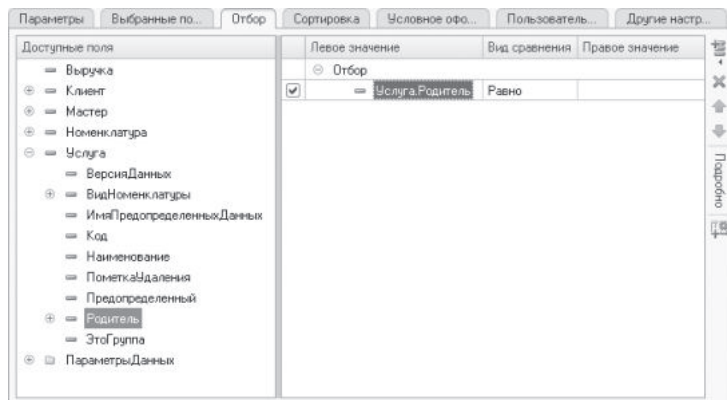 Параметры Выбранные по... Отбор Сортировка Условное офо... Пользователь... Другие настр...
Доступные поля
Выручка
Клиент
Мастер
Номенклатура
Услуга
ВерсияДанных
ВидНоменклатуры
ИмяПредопределенныхДанных
Код
Наименование
ПометкаУдаления
Предопределенный
Родитель
ЭтоГруппа
ПараметрыДанных
Левое значение Вид сравнения Правое значение
Отбор
Услуга.Родитель Равно
Подробно